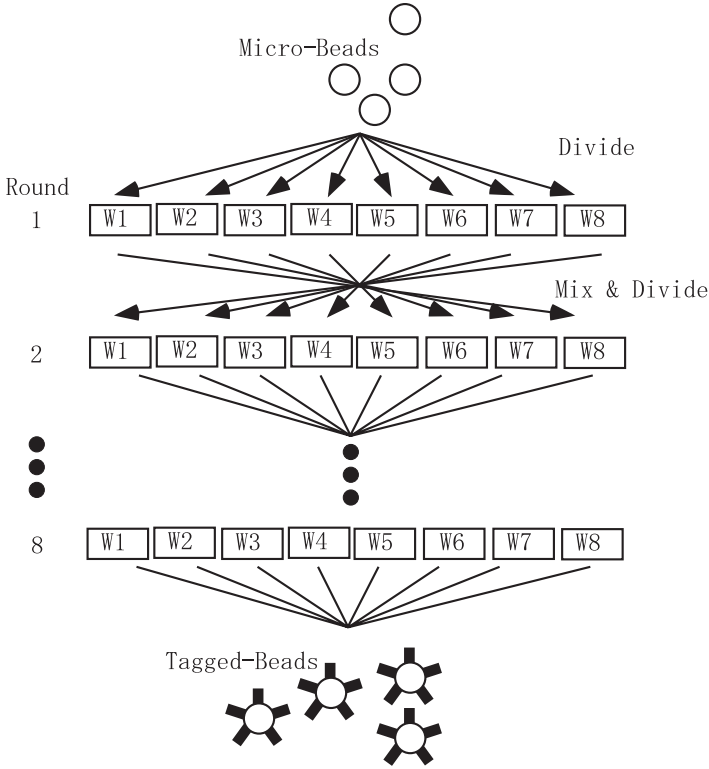 Micro-Beads
Divide
Round
1 W1 W2 W3 W4 W5 W6 W7 W8
Mix & Divide
2 W1 W2 W3 W4 W5 W6 W7 W8
8 W1 W2 W3 W4 W5 W6 W7 W8
Tagged-Beads